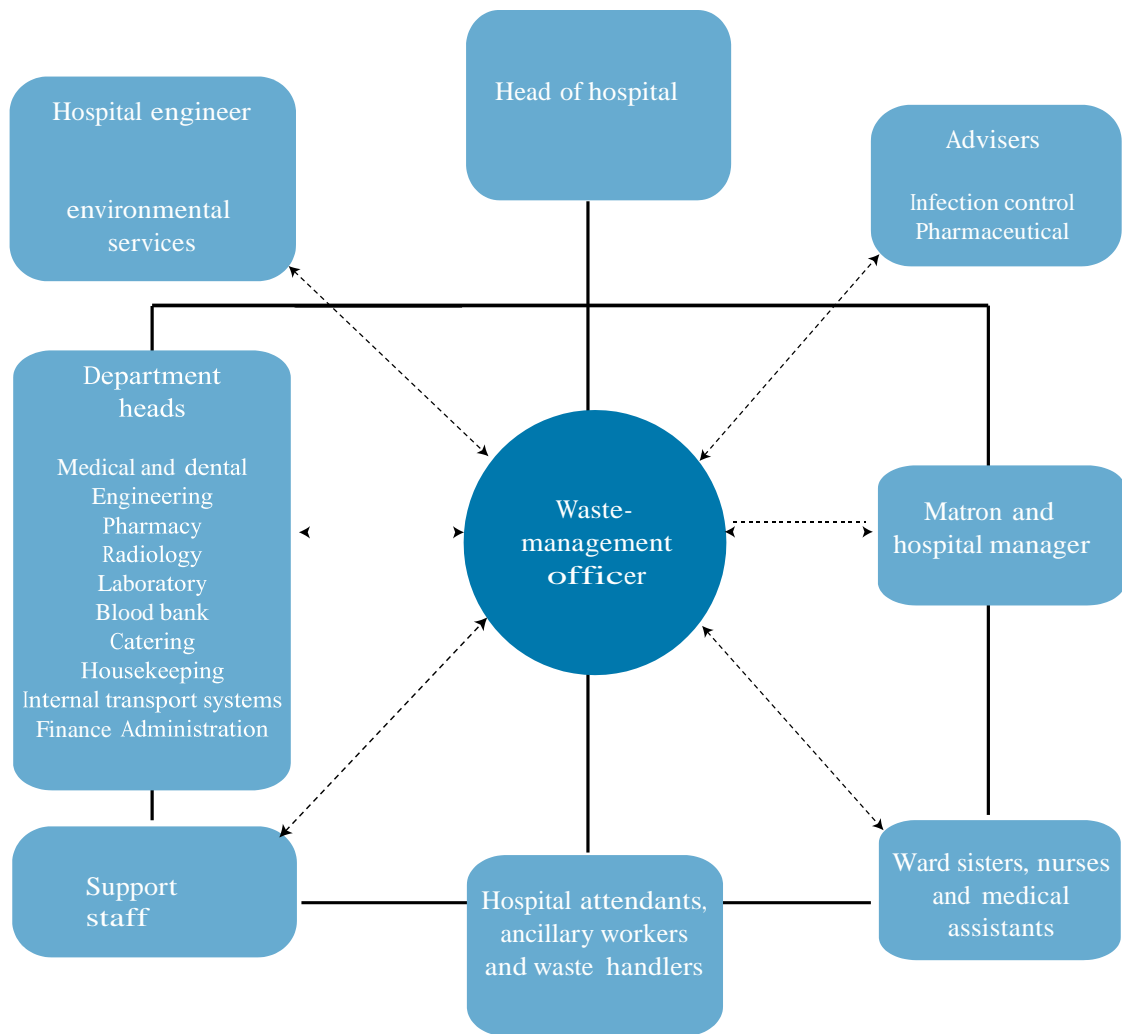 Head of hospital
Hospital engineer
environmental
services
Advisers
Infection control
Pharmaceutical
Department
heads
Medical and dental
Engineering
Pharmacy
Radiology
Laboratory
Blood bank
Catering
Housekeeping
Internal transport systems
Finance Administration
Waste-
management
officer
Matron and
hospital manager
Support
staff
Hospital attendants,
ancillary workers
and waste handlers
Ward sisters, nurses
and medical
assistants